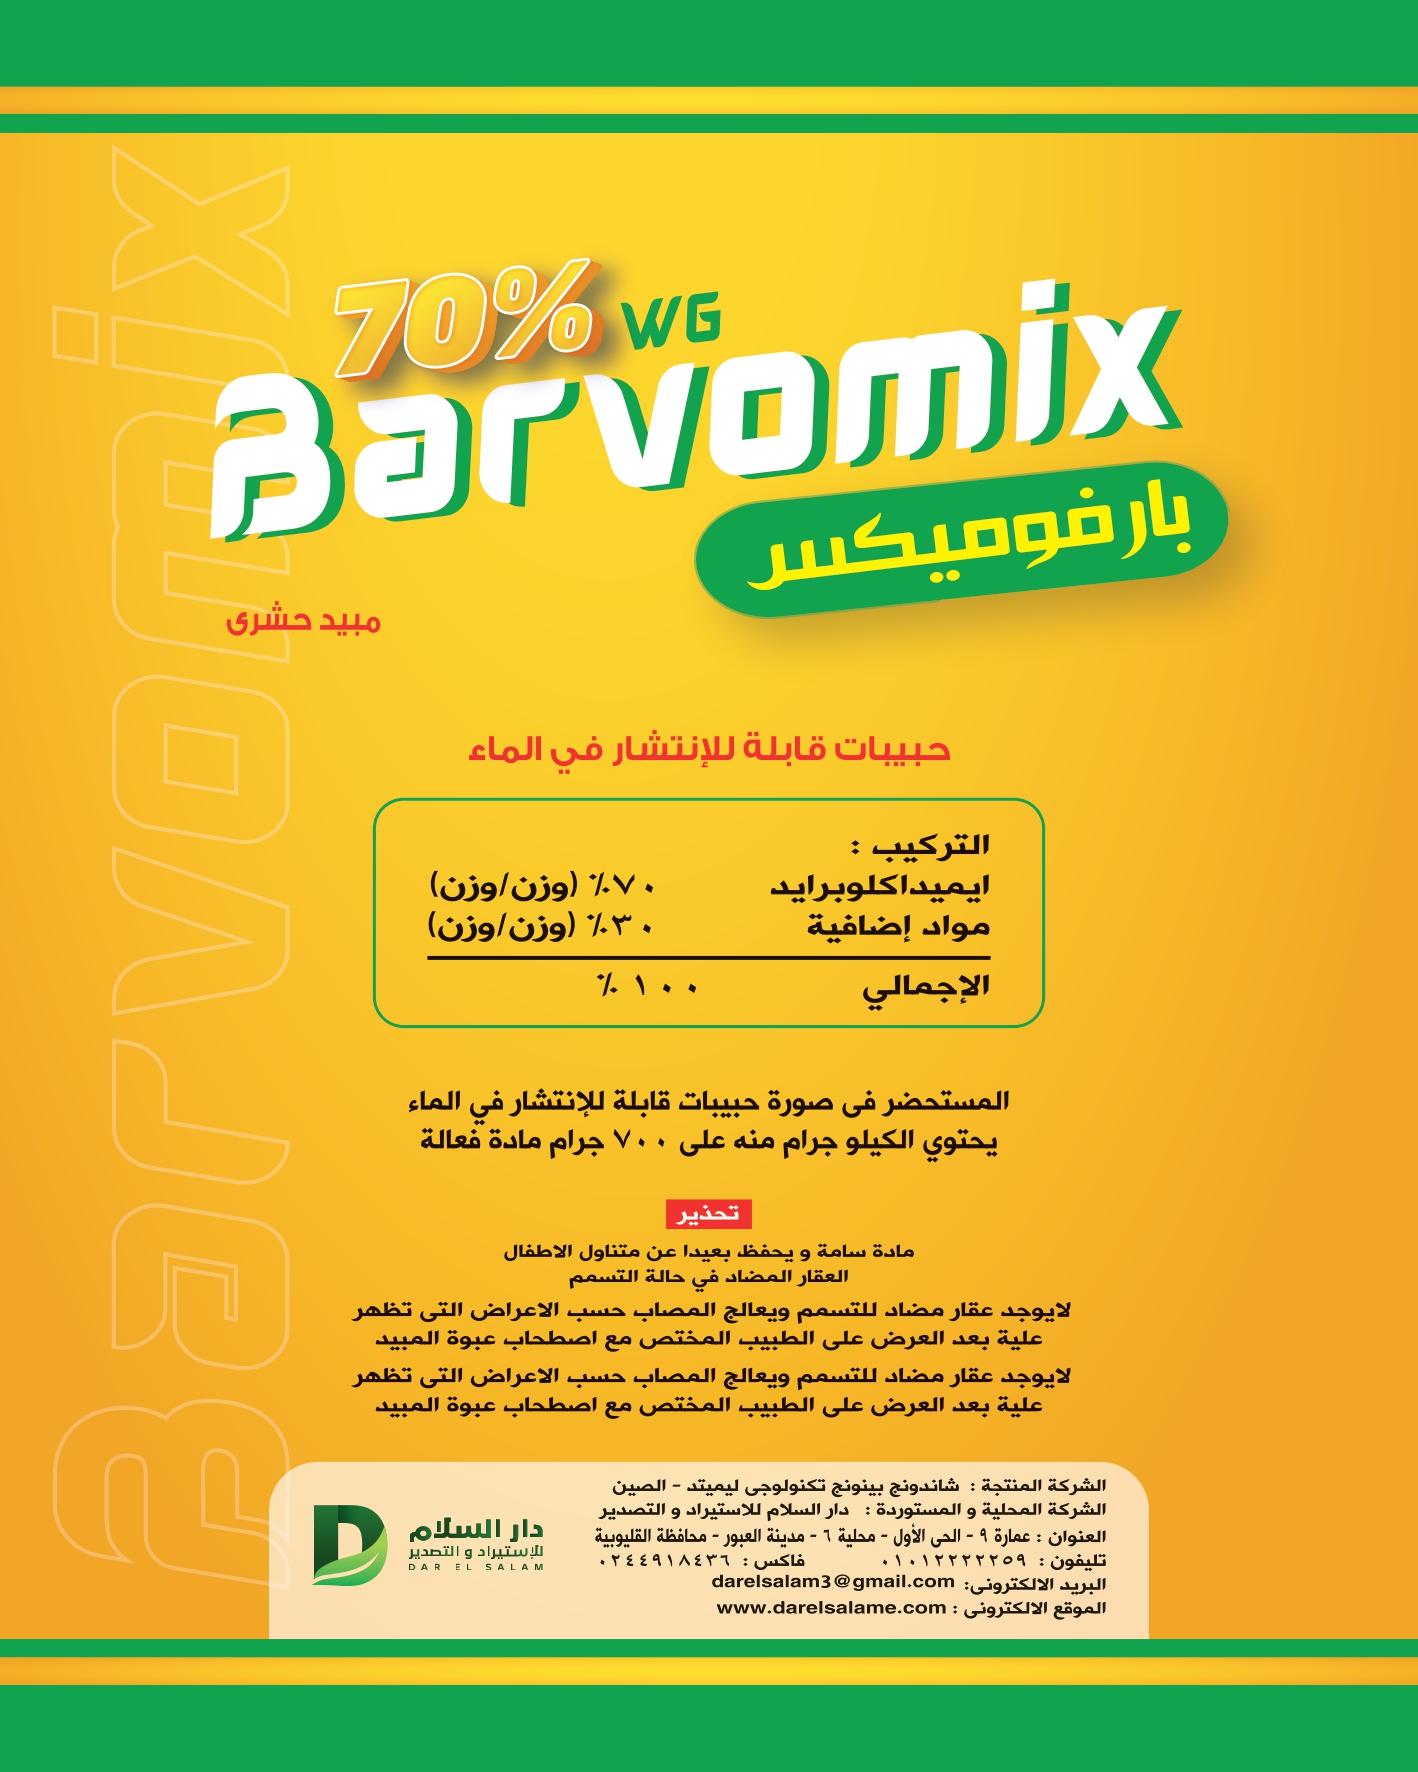 Barvomix
70% WG
Barvomix
بارفوميكس
مبيد حشرى
حبيبات قابلة للإنتشار في الماء
التركيب :
ايميداكلوبرايد ٧٠٪ (وزن/وزن)
مواد إضافية ٣٠٪ (وزن/وزن)
الإجمالي ١٠٠ ٪
المستحضر فى صورة حبيبات قابلة للإنتشار في الماء
يحتوي الكيلو جرام منه على ٧٠٠ جرام مادة فعالة
تحذير
مادة سامة و يحفظ بعيدا عن متناول الاطفال
العقار المضاد في حالة التسمم
لايوجد عقار مضاد للتسمم ويعالج المصاب حسب الاعراض التى تظهر
علية بعد العرض على الطبيب المختص مع اصطحاب عبوة المبيد
لايوجد عقار مضاد للتسمم ويعالج المصاب حسب الاعراض التى تظهر
علية بعد العرض على الطبيب المختص مع اصطحاب عبوة المبيد
الشركة المنتجة : شاندونج بينونج تكنولوجى ليميتد - الصين
الشركة المحلية و المستوردة : دار السلام للاستيراد و التصدير
العنوان : عمارة ٩ - الحى الأول - محلية ٦ - مدينة العبور - محافظة القليوبية
تليفون : ٠١٠١٢٢٢٢٢٥٩ فاكس : ٠٢٤٤٩١٨٤٣٦
البريد الالكترونى: darelsalam3@gmail.com
الموقع الالكترونى : www.darelsalame.com
دار السلام
للإستيراد و التصدير
DAR EL SALAM